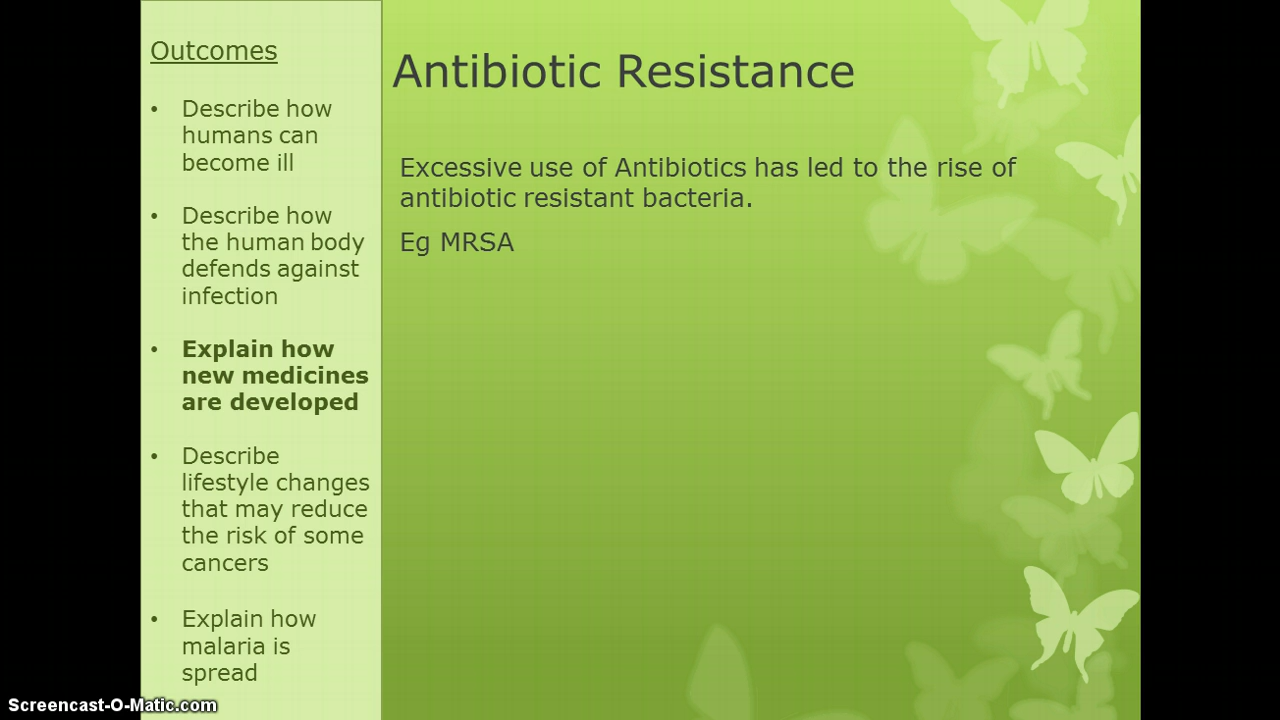 Outcomes
• Describe how
humans can
become ill
• Describe how
the human body
defends against
infection
• Explain how
new medicines
are developed
• Describe
lifestyle changes
that may reduce
the risk of some
cancers
• Explain how
malaria is
spread
Antibiotic Resistance
Excessive use of Antibiotics has led to the rise of
antibiotic resistant bacteria.
Eg MRSA
Screencast-O-Matic.com